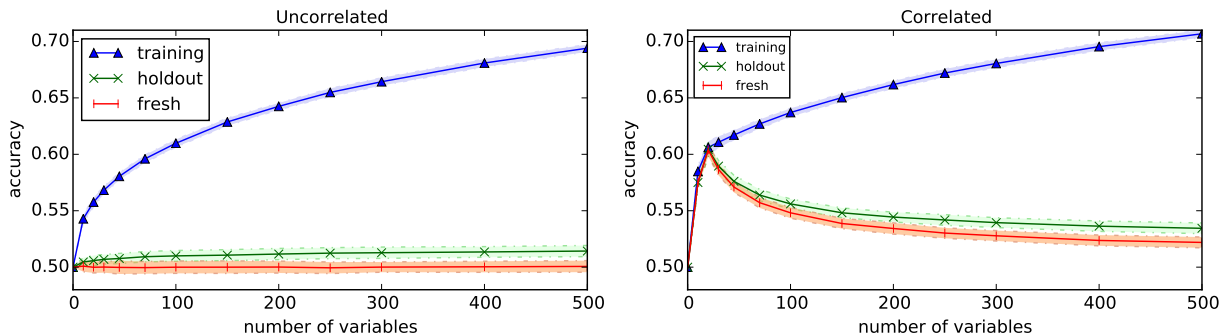 Uncorrelated
0.70
0.65
0.60
0.55
0.50
accuracy
training
holdout
fresh
0 100 200 300 400 500
number of variables
Correlated
0.70
0.65
0.60
0.55
0.50
accuracy
training
holdout
fresh
0 100 200 300 400 500
number of variables